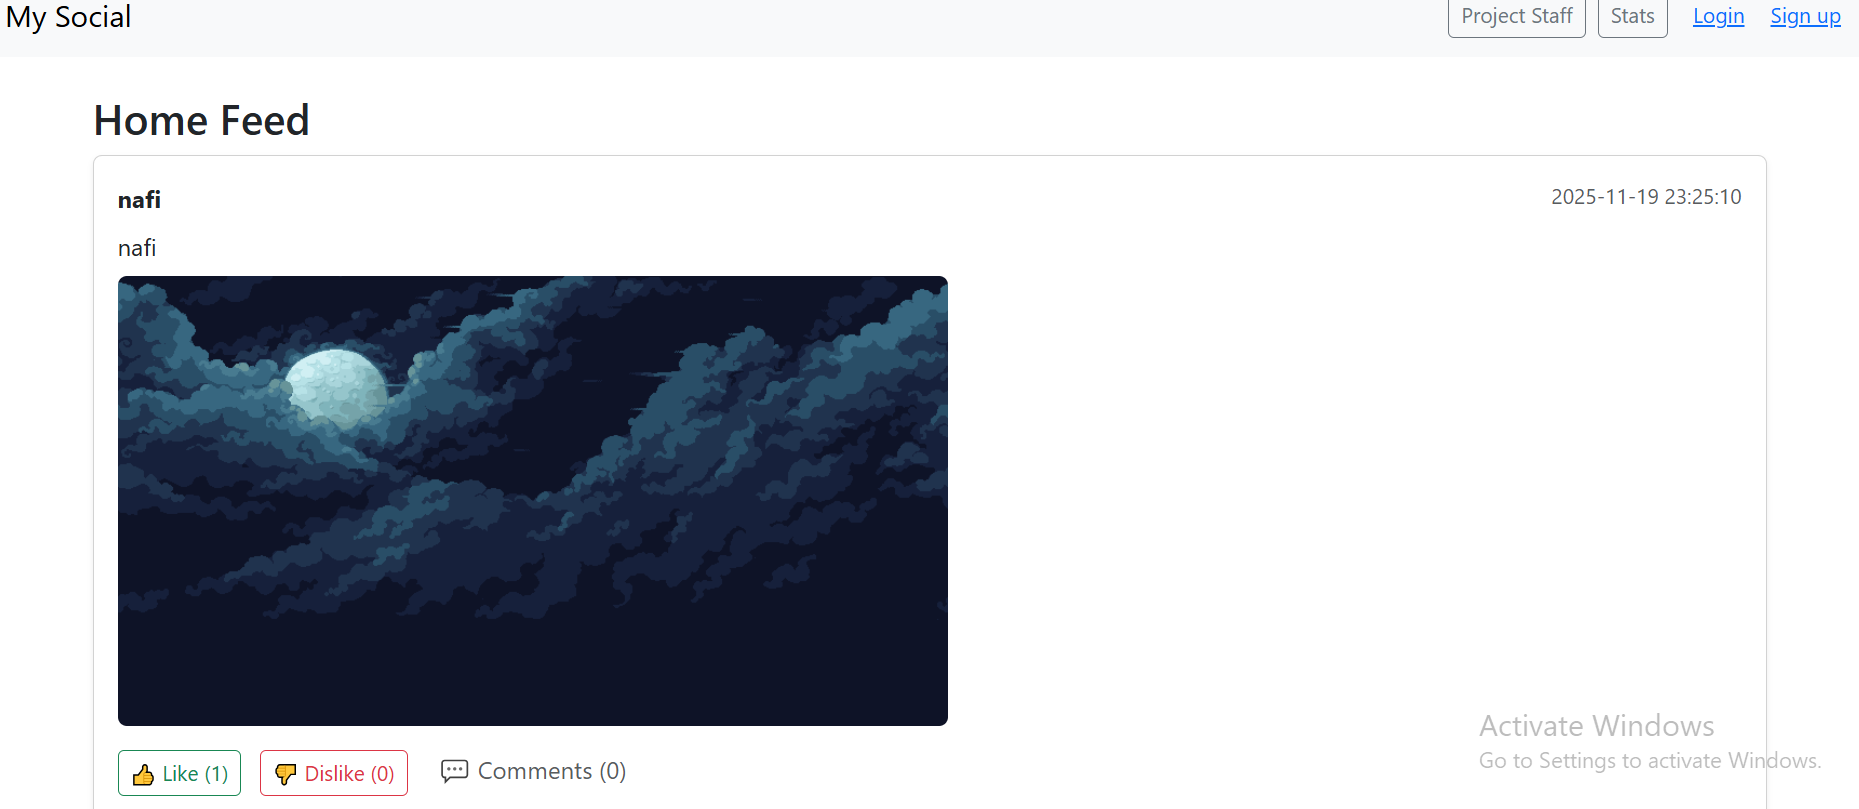 My Social
Project Staff Stats Login Sign up
Home Feed
nafi
2025-11-19 23:25:10
nafi
👍 Like (1) 👎 Dislike (0) 💬 Comments (0)
Activate Windows
Go to Settings to activate Windows.